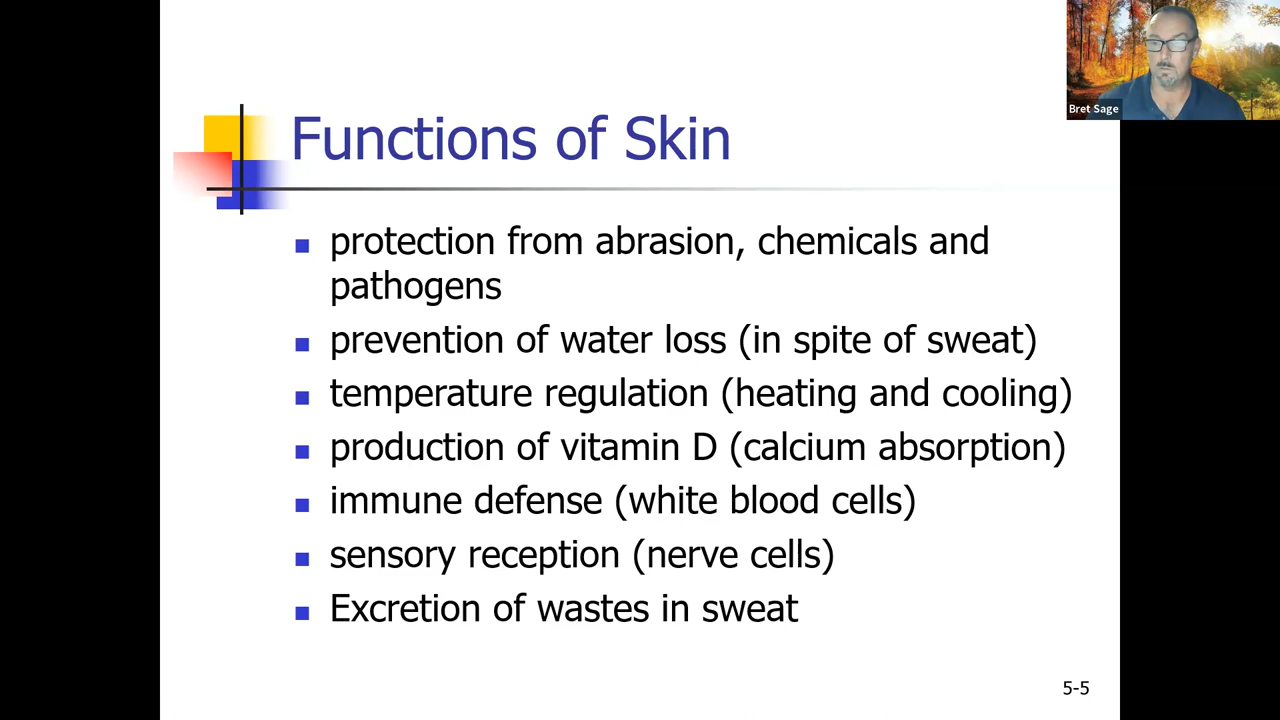 Bret Sage
Functions of Skin
protection from abrasion, chemicals and
pathogens
prevention of water loss (in spite of sweat)
temperature regulation (heating and cooling)
production of vitamin D (calcium absorption)
immune defense (white blood cells)
sensory reception (nerve cells)
Excretion of wastes in sweat
5-5